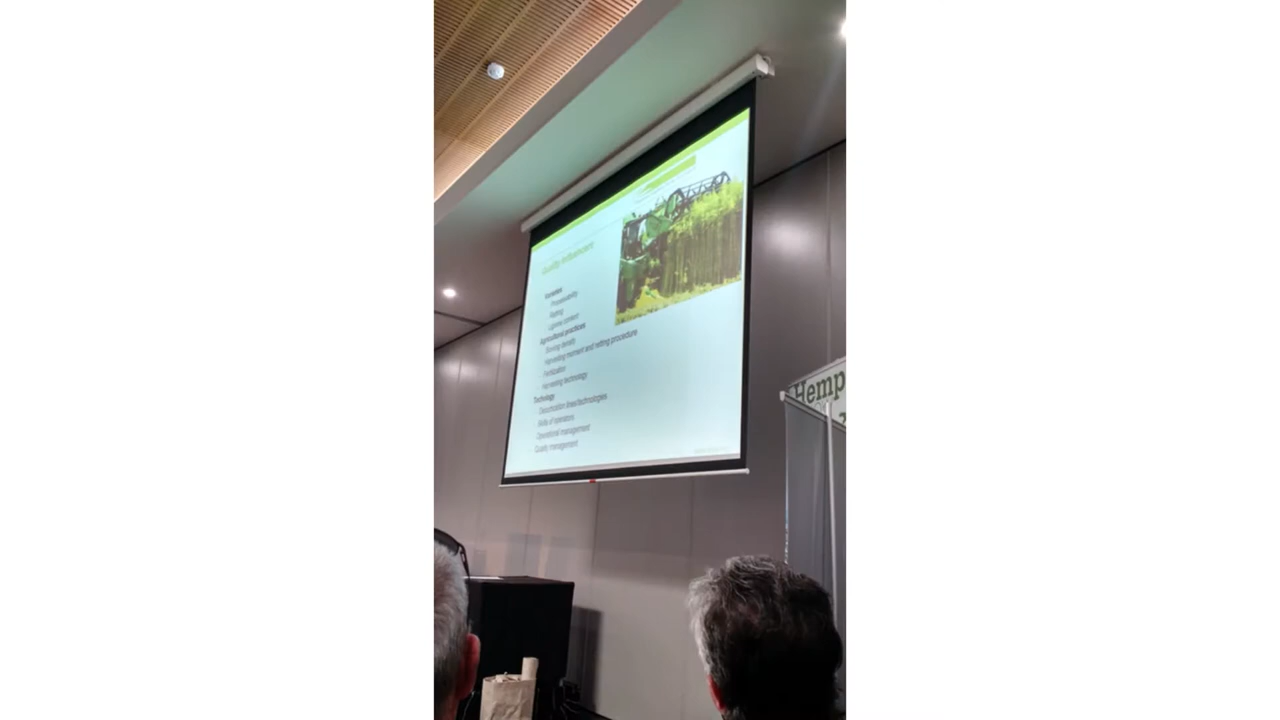 Quality influencers
Varieties
Processability
Retting
Lignine content
Agricultural practices
Sowing density
Harvesting moment and retting procedure
Fertilization
Harvesting technology
Technology
Decortication lines/technologies
Skills of operators
Operational management
Quality management
Hemp